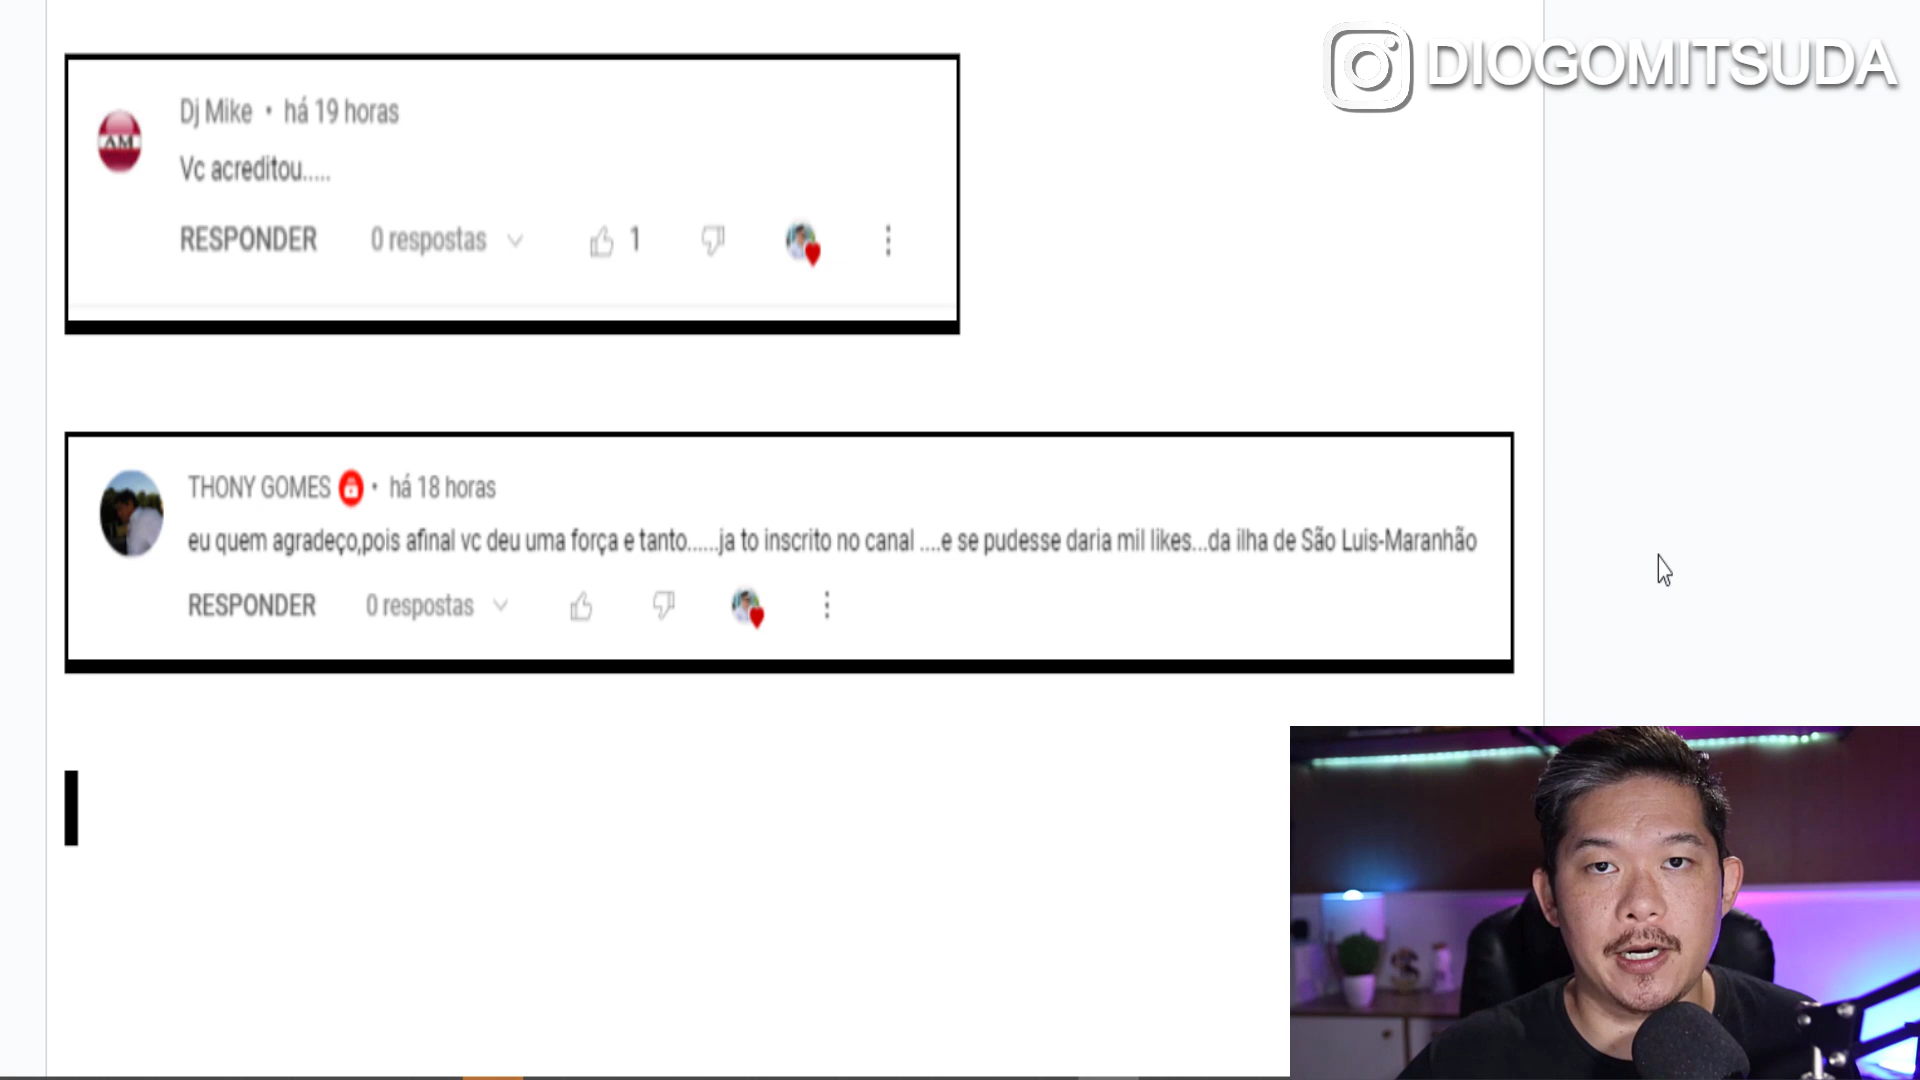 DIOGOMITSUDA
Dj Mike • há 19 horas
AM
Vc acreditou.....
RESPONDER 0 respostas 1
THONY GOMES • há 18 horas
eu quem agradeço,pois afinal vc deu uma força e tanto......ja to inscrito no canal ....e se pudesse daria mil likes...da ilha de São Luis-Maranhão
RESPONDER 0 respostas